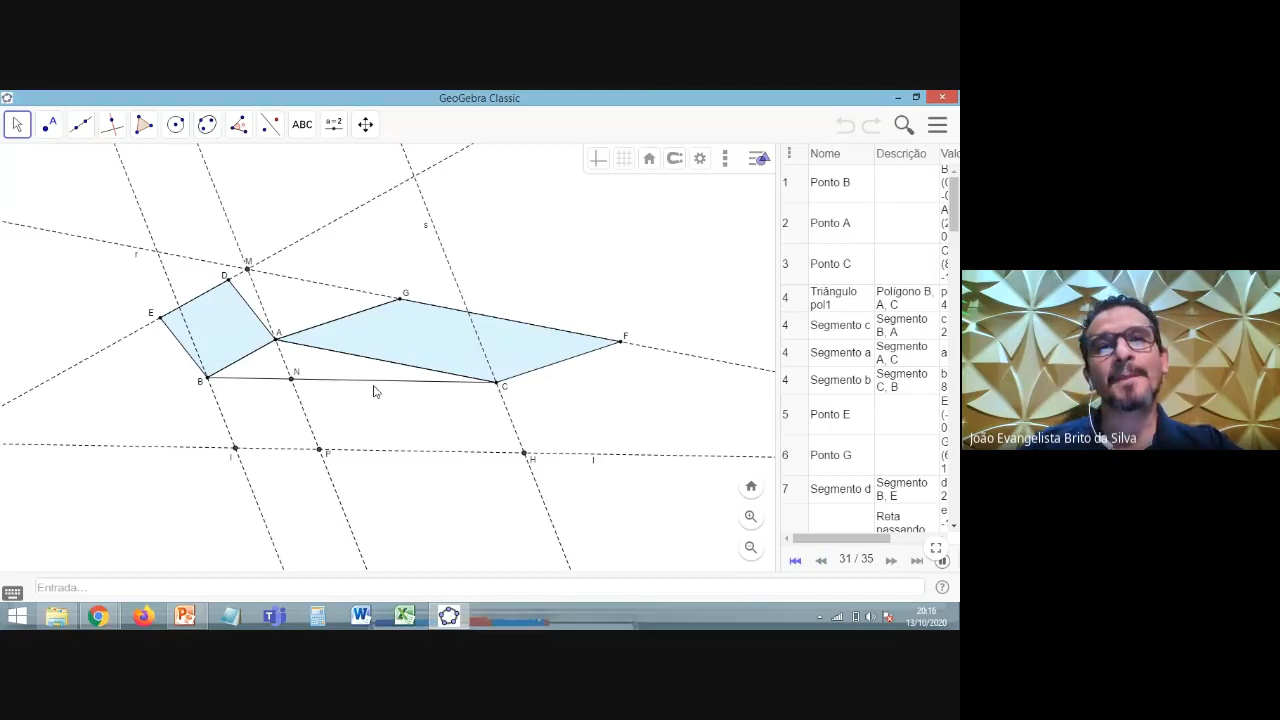 GeoGebra Classic
ABC
a=2
A
Nome
Descrição
1
Ponto B
2
Ponto A
3
Ponto C
4
Triângulo pol1
Polígono B, A, C
4
Segmento c
Segmento B, A
4
Segmento a
Segmento A, C
4
Segmento b
Segmento C, B
5
Ponto E
6
Ponto G
7
Segmento d
Segmento B, E
Reta passando
s
r
M
D
E
G
A
F
B
N
C
I
P
H
31 / 35
Entrada...
20:16
13/10/2020
João Evangelista Brito da Silva